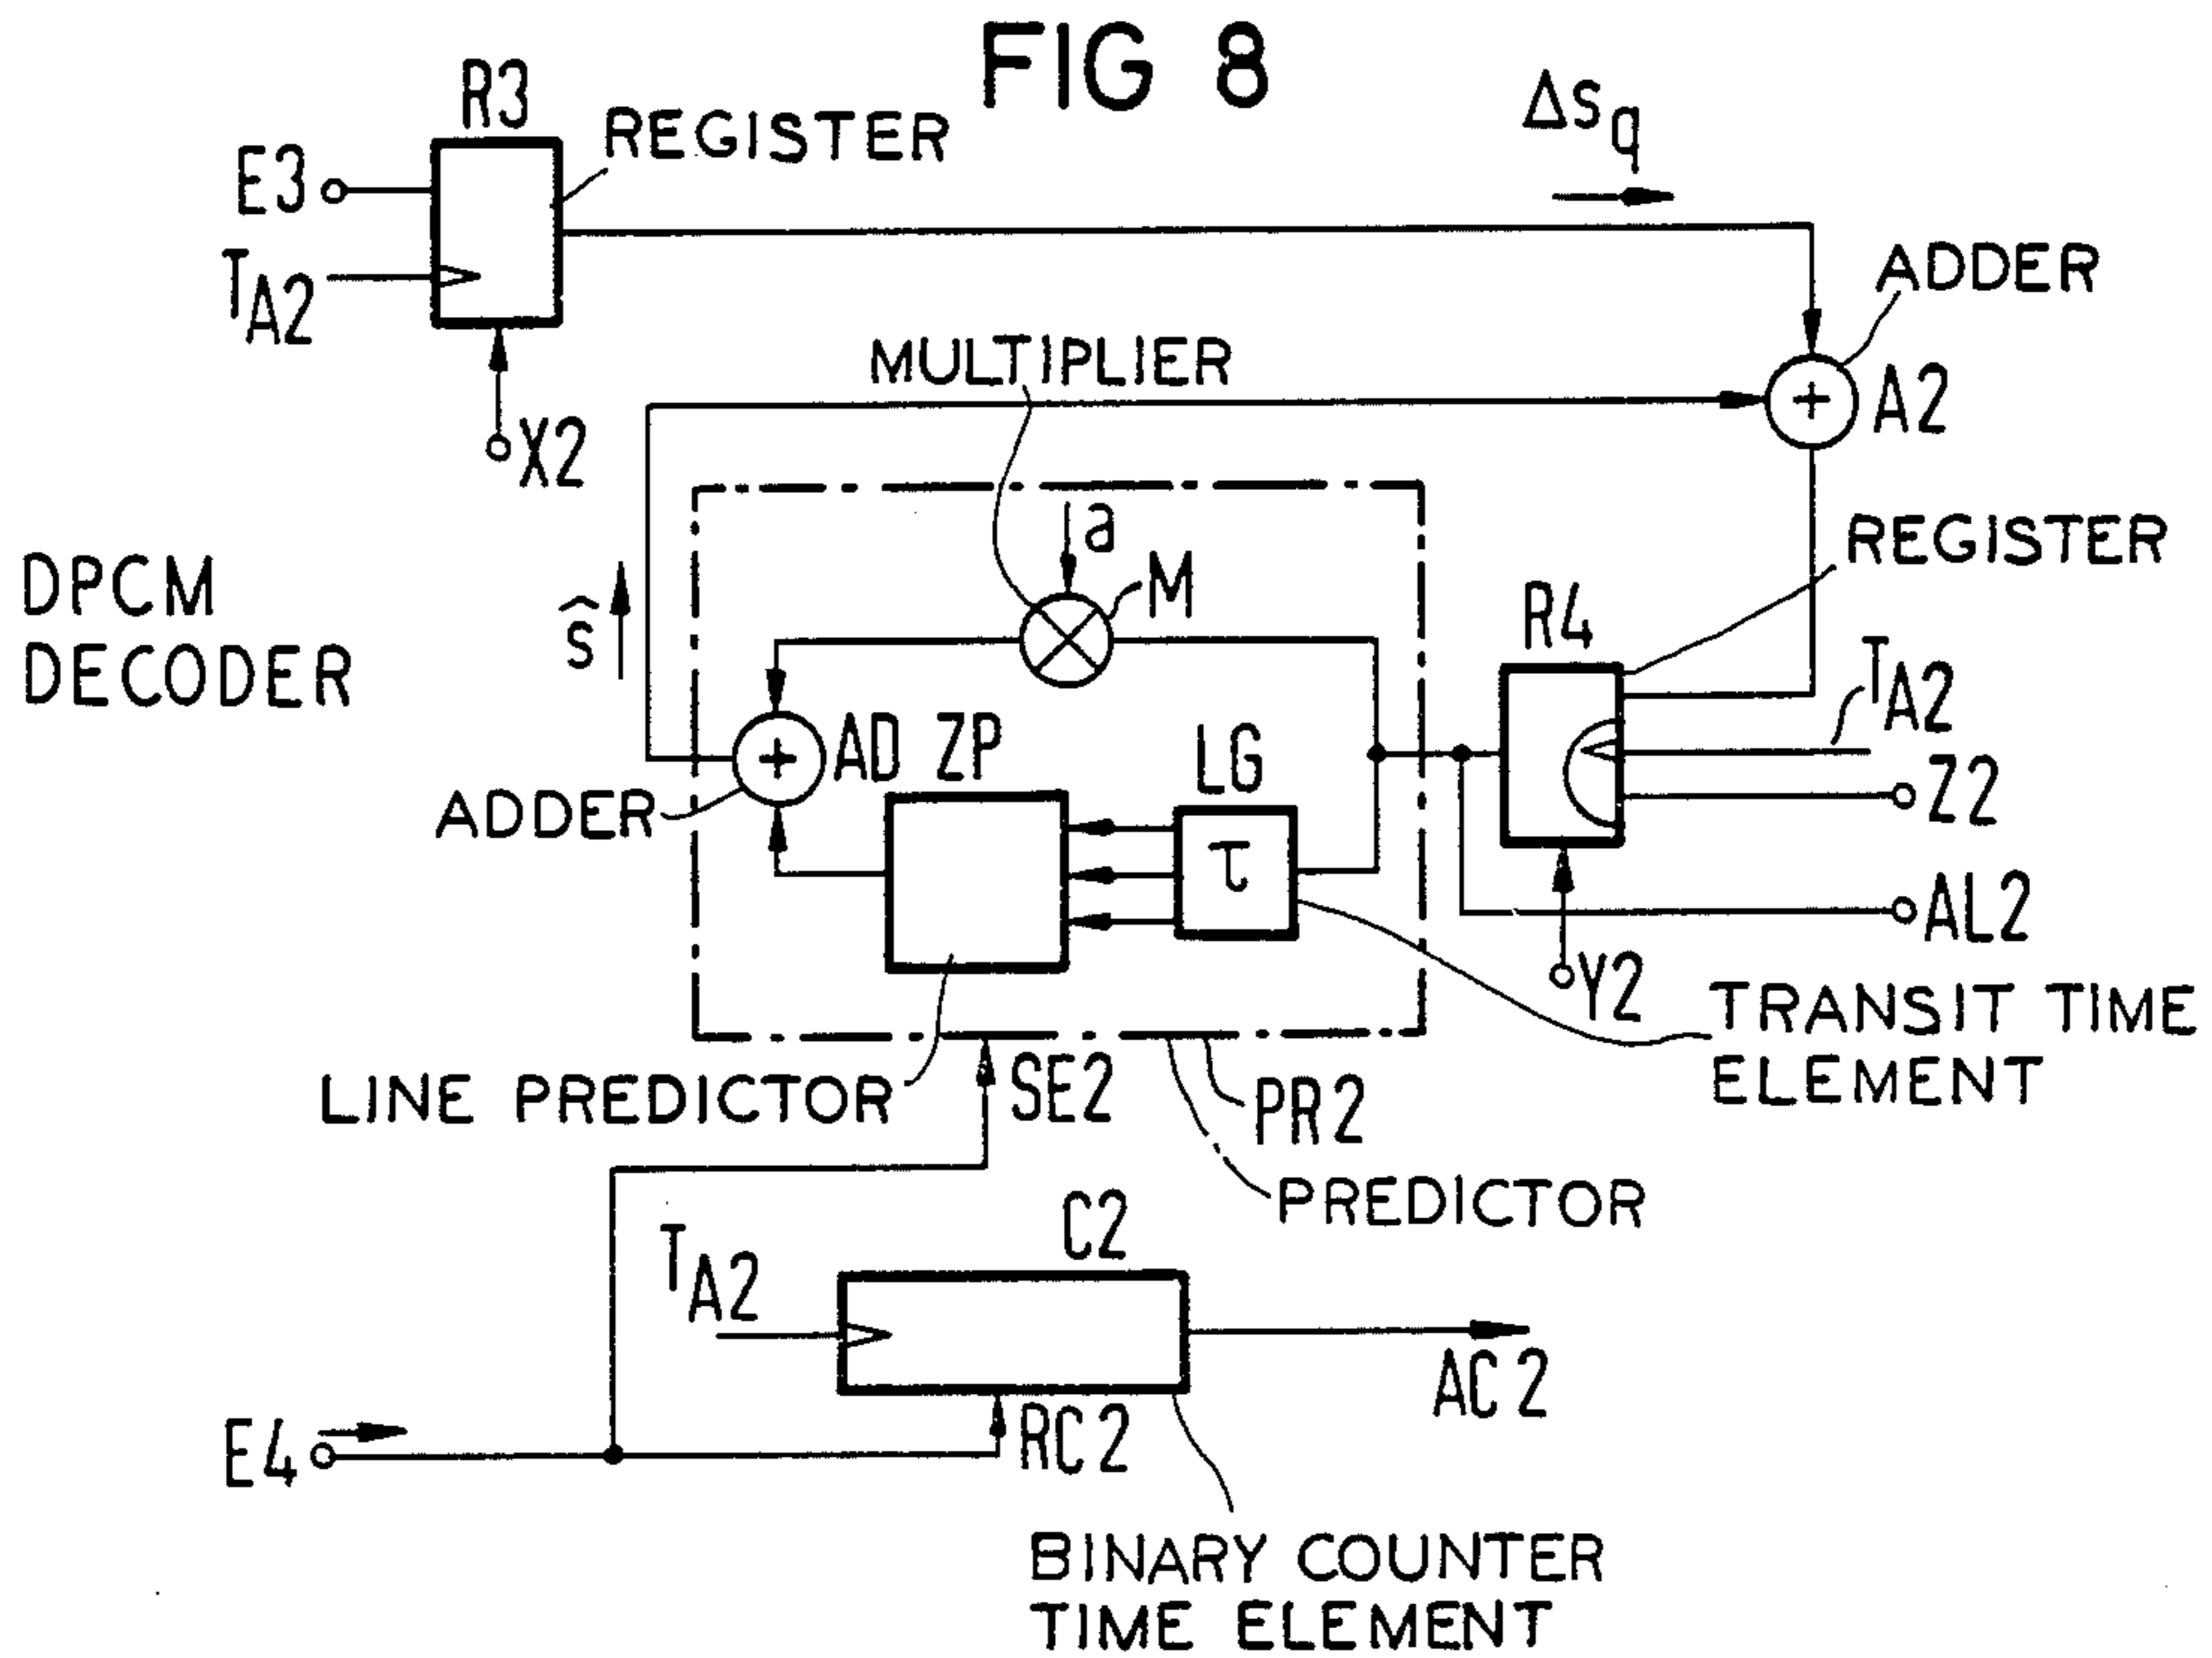 FIG 8
R3
REGISTER
Δsq
E3
TA2
ADDER
MULTIPLIER
+
A2
X2
a
REGISTER
DPCM
DECODER
ŝ
M
R4
TA2
+
AD
ZP
LG
Z2
ADDER
τ
AL2
Y2
TRANSIT TIME
ELEMENT
LINE PREDICTOR
SE2
PR2
PREDICTOR
C2
TA2
AC2
E4
RC2
BINARY COUNTER
TIME ELEMENT